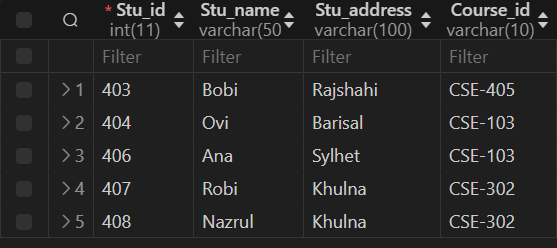 * Stu_id Stu_name Stu_address Course_id
int(11) varchar(50 varchar(100) varchar(10)
Filter Filter Filter Filter
1 403 Bobi Rajshahi CSE-405
2 404 Ovi Barisal CSE-103
3 406 Ana Sylhet CSE-103
4 407 Robi Khulna CSE-302
5 408 Nazrul Khulna CSE-302